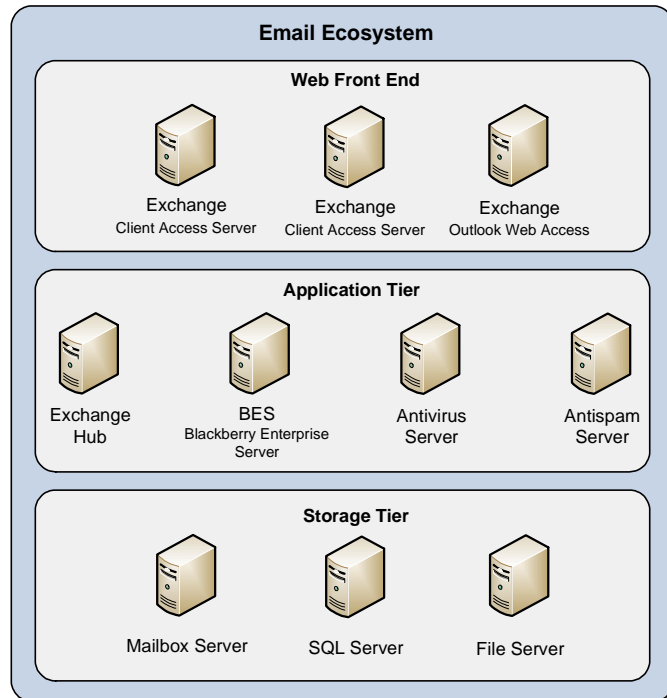 Email Ecosystem
Web Front End
Exchange
Client Access Server
Exchange
Client Access Server
Exchange
Outlook Web Access
Application Tier
Exchange
Hub
BES
Blackberry Enterprise
Server
Antivirus
Server
Antispam
Server
Storage Tier
Mailbox Server
SQL Server
File Server